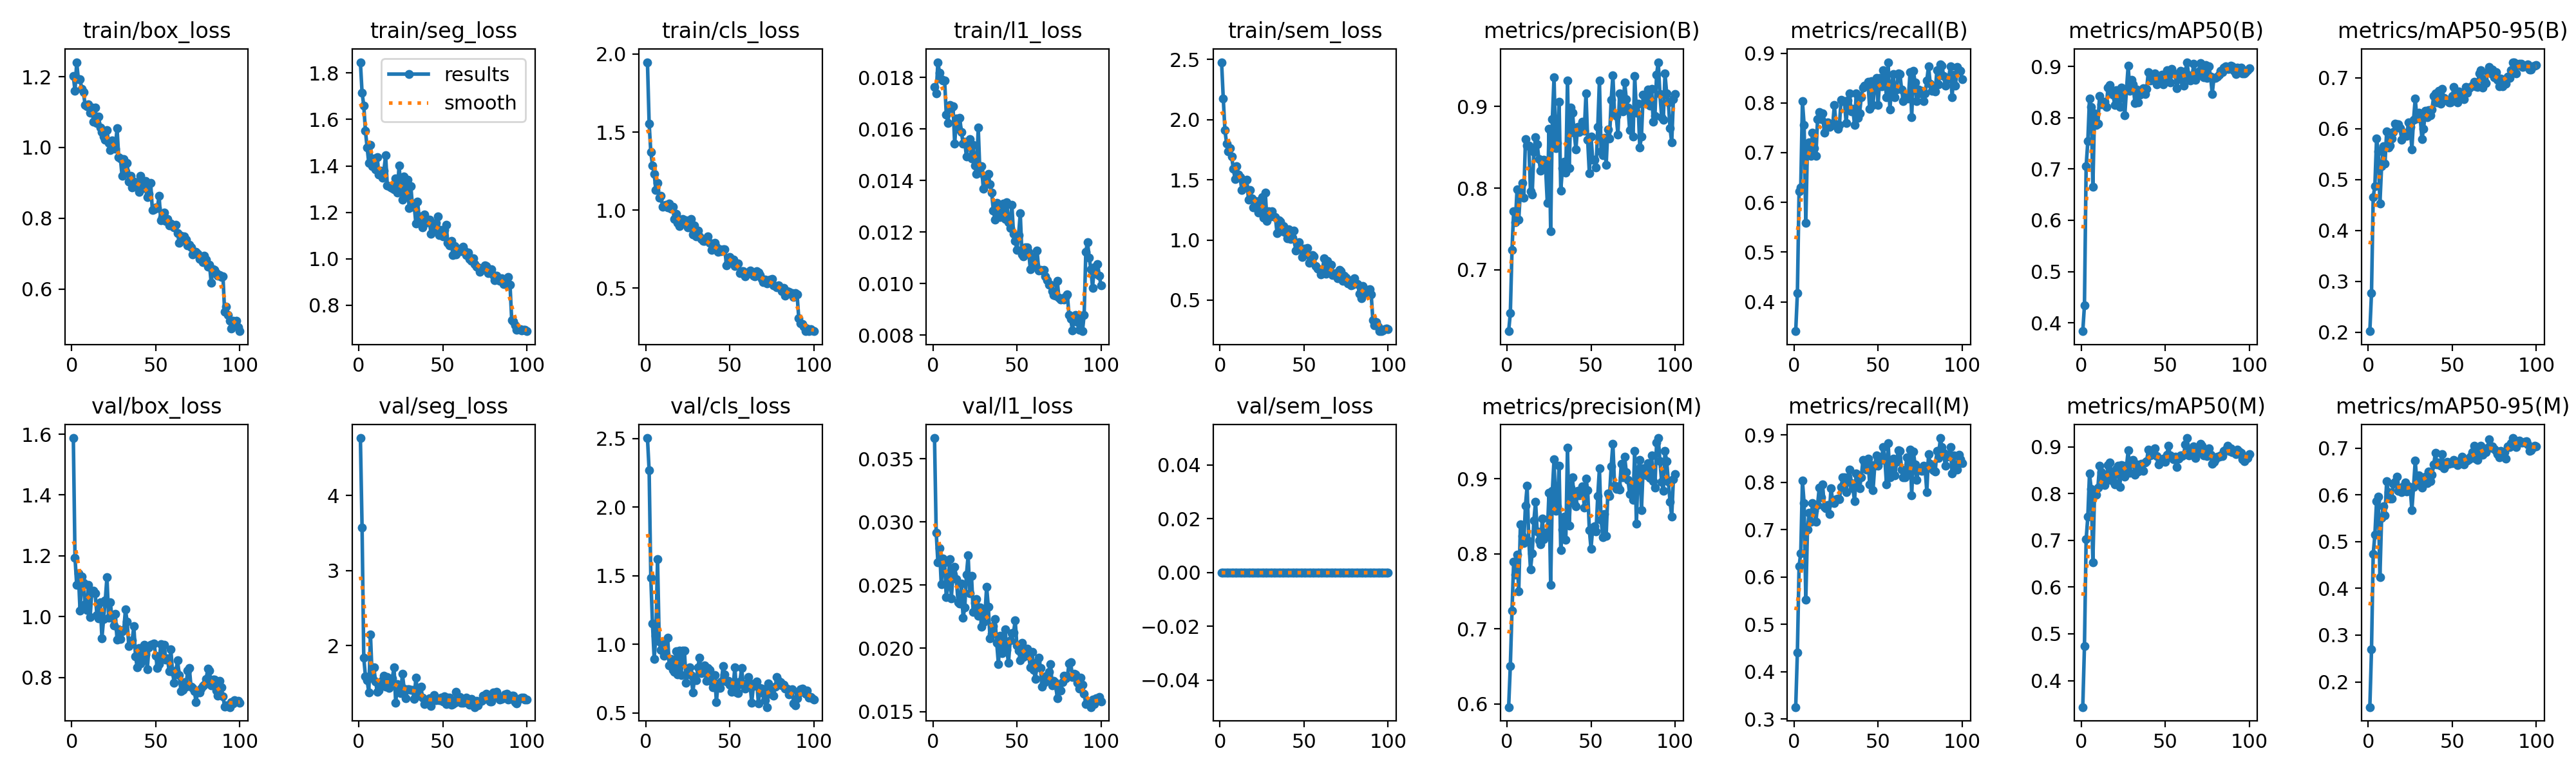 train/box_loss
train/seg_loss
train/cls_loss
train/l1_loss
train/sem_loss
metrics/precision(B)
metrics/recall(B)
metrics/mAP50(B)
metrics/mAP50-95(B)
1.2
1.0
0.8
0.6
0 50 100
results
smooth
1.8
1.6
1.4
1.2
1.0
0.8
0 50 100
2.0
1.5
1.0
0.5
0 50 100
0.018
0.016
0.014
0.012
0.010
0.008
0 50 100
2.5
2.0
1.5
1.0
0.5
0 50 100
0.9
0.8
0.7
0 50 100
0.9
0.8
0.7
0.6
0.5
0.4
0 50 100
0.9
0.8
0.7
0.6
0.5
0.4
0 50 100
0.7
0.6
0.5
0.4
0.3
0.2
0 50 100
val/box_loss
val/seg_loss
val/cls_loss
val/l1_loss
val/sem_loss
metrics/precision(M)
metrics/recall(M)
metrics/mAP50(M)
metrics/mAP50-95(M)
1.6
1.4
1.2
1.0
0.8
0 50 100
4
3
2
0 50 100
2.5
2.0
1.5
1.0
0.5
0 50 100
0.035
0.030
0.025
0.020
0.015
0 50 100
0.04
0.02
0.00
−0.02
−0.04
0 50 100
0.9
0.8
0.7
0.6
0 50 100
0.9
0.8
0.7
0.6
0.5
0.4
0.3
0 50 100
0.9
0.8
0.7
0.6
0.5
0.4
0 50 100
0.7
0.6
0.5
0.4
0.3
0.2
0 50 100